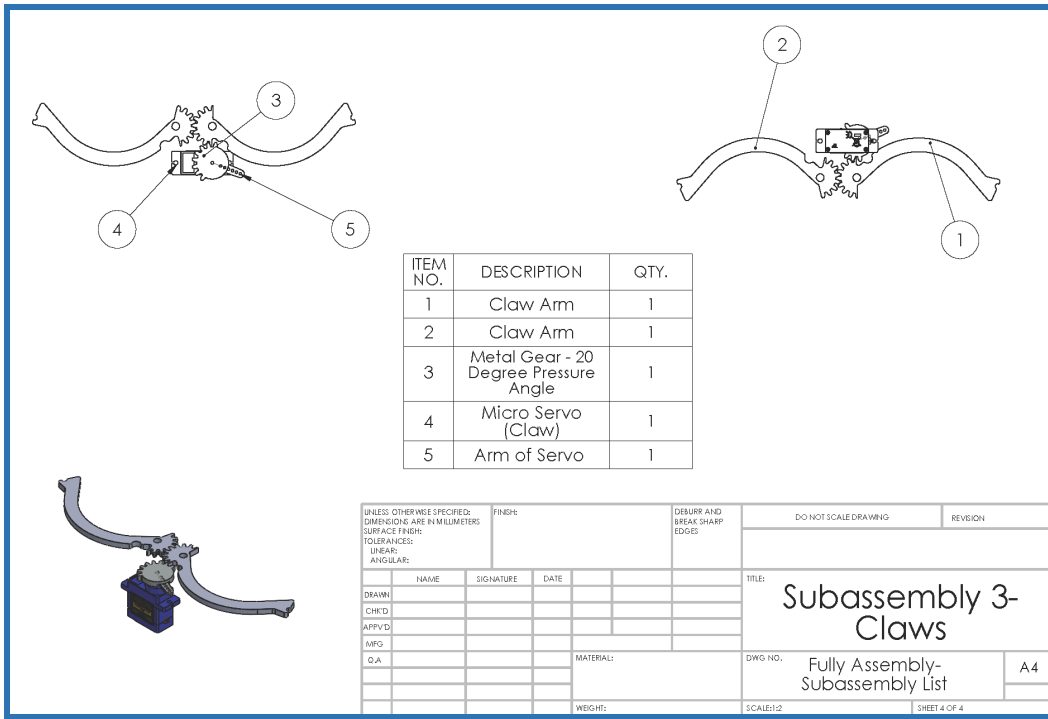 2
3
4
5
1
ITEM NO.
DESCRIPTION
QTY.
1
Claw Arm
1
2
Claw Arm
1
3
Metal Gear - 20
Degree Pressure
Angle
1
4
Micro Servo
(Claw)
1
5
Arm of Servo
1
UNLESS OTHERWISE SPECIFIED:
DIMENSIONS ARE IN MILLIMETERS
SURFACE FINISH:
TOLERANCES:
LINEAR:
ANGULAR:
FINISH:
DEBURR AND
BREAK SHARP
EDGES
DO NOT SCALE DRAWING
REVISION
NAME
SIGNATURE
DATE
DRAWN
CHK'D
APPV'D
MFG
Q.A
MATERIAL:
WEIGHT:
TITLE:
Subassembly 3-
Claws
DWG NO.
Fully Assembly-
Subassembly List
A4
SCALE:1:2
SHEET 4 OF 4